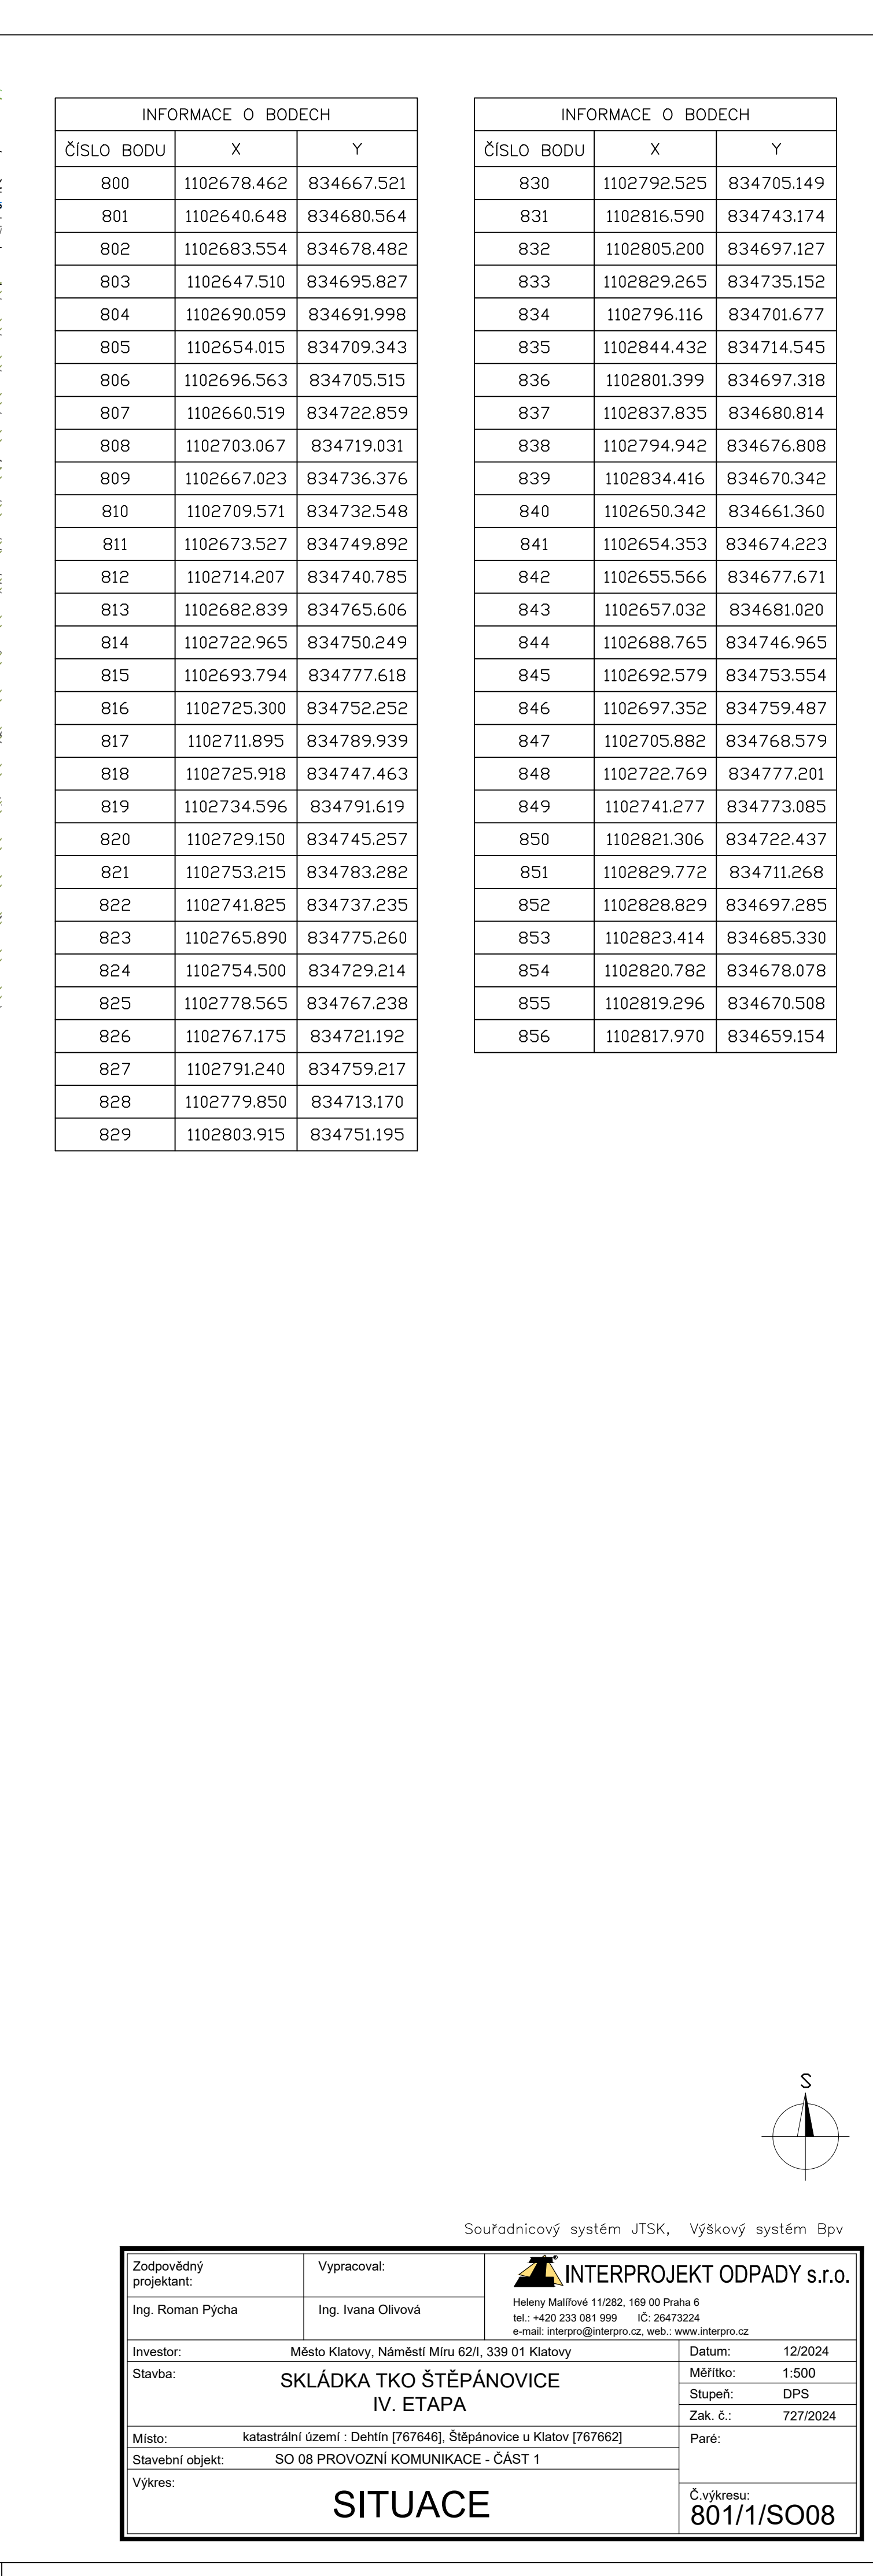 INFORMACE O BODECH
ČÍSLO BODU X Y
800 1102678.462 834667.521
801 1102640.648 834680.564
802 1102683.554 834678.482
803 1102647.510 834695.827
804 1102690.059 834691.998
805 1102654.015 834709.343
806 1102696.563 834705.515
807 1102660.519 834722.859
808 1102703.067 834719.031
809 1102667.023 834736.376
810 1102709.571 834732.548
811 1102673.527 834749.892
812 1102714.207 834740.785
813 1102682.839 834765.606
814 1102722.965 834750.249
815 1102693.794 834777.618
816 1102725.300 834752.252
817 1102711.895 834789.939
818 1102725.918 834747.463
819 1102734.596 834791.619
820 1102729.150 834745.257
821 1102753.215 834783.282
822 1102741.825 834737.235
823 1102765.890 834775.260
824 1102754.500 834729.214
825 1102778.565 834767.238
826 1102767.175 834721.192
827 1102791.240 834759.217
828 1102779.850 834713.170
829 1102803.915 834751.195
INFORMACE O BODECH
ČÍSLO BODU X Y
830 1102792.525 834705.149
831 1102816.590 834743.174
832 1102805.200 834697.127
833 1102829.265 834735.152
834 1102796.116 834701.677
835 1102844.432 834714.545
836 1102801.399 834697.318
837 1102837.835 834680.814
838 1102794.942 834676.808
839 1102834.416 834670.342
840 1102650.342 834661.360
841 1102654.353 834674.223
842 1102655.566 834677.671
843 1102657.032 834681.020
844 1102688.765 834746.965
845 1102692.579 834753.554
846 1102697.352 834759.487
847 1102705.882 834768.579
848 1102722.769 834777.201
849 1102741.277 834773.085
850 1102821.306 834722.437
851 1102829.772 834711.268
852 1102828.829 834697.285
853 1102823.414 834685.330
854 1102820.782 834678.078
855 1102819.296 834670.508
856 1102817.970 834659.154
S
Souřadnicový systém JTSK, Výškový systém Bpv
Zodpovědný
projektant:
Vypracoval:
Ing. Roman Pýcha
Ing. Ivana Olivová
INTERPROJEKT ODPADY s.r.o.
Heleny Malířové 11/282, 169 00 Praha 6
tel.: +420 233 081 999 IČ: 26473224
e-mail: interpro@interpro.cz, web.: www.interpro.cz
Investor: Město Klatovy, Náměstí Míru 62/I, 339 01 Klatovy
Datum: 12/2024
Stavba: SKLÁDKA TKO ŠTĚPÁNOVICE
IV. ETAPA
Měřítko: 1:500
Stupeň: DPS
Zak. č.: 727/2024
Místo: katastrální území : Dehtín [767646], Štěpánovice u Klatov [767662]
Paré:
Stavební objekt: SO 08 PROVOZNÍ KOMUNIKACE - ČÁST 1
Výkres:
SITUACE
Č.výkresu:
801/1/SO08